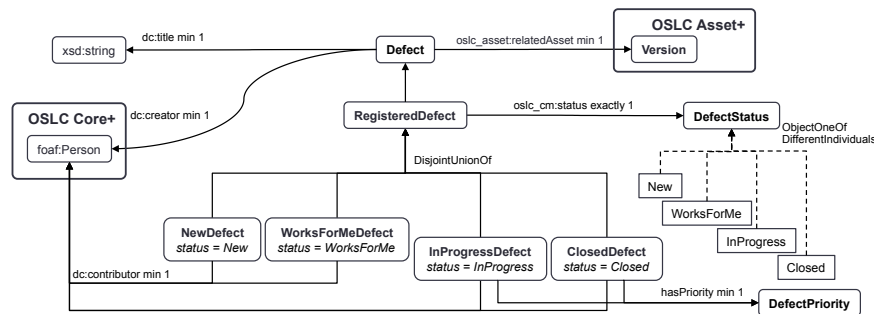 dc:title min 1
xsd:string
Defect
oslc_asset:relatedAsset min 1
OSLC Asset+
Version
OSLC Core+
dc:creator min 1
foaf:Person
RegisteredDefect
oslc_cm:status exactly 1
DefectStatus
ObjectOneOf
DifferentIndividuals
DisjointUnionOf
New
WorksForMe
InProgress
Closed
NewDefect
status = New
WorksForMeDefect
status = WorksForMe
InProgressDefect
status = InProgress
ClosedDefect
status = Closed
dc:contributor min 1
hasPriority min 1
DefectPriority